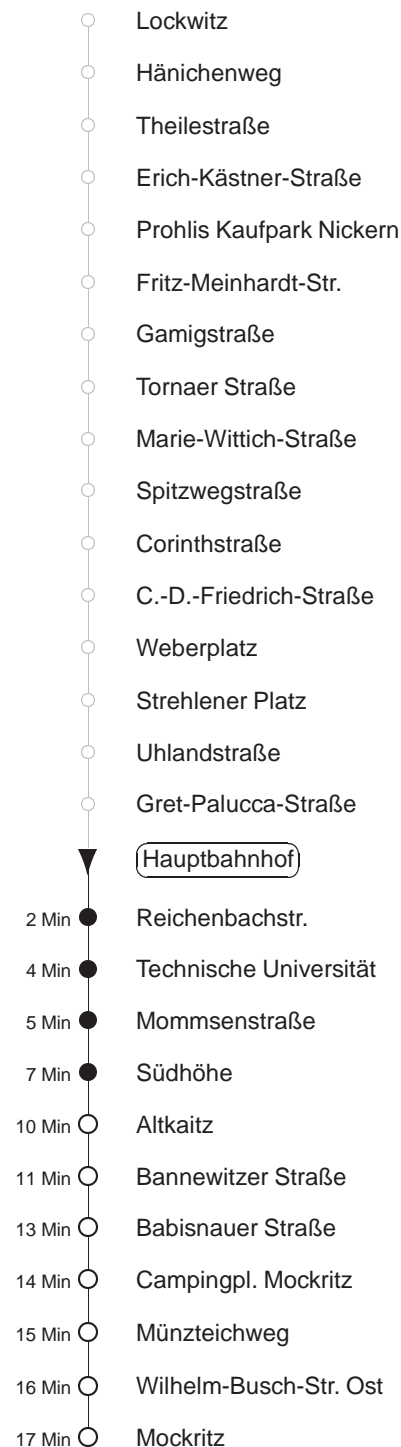 Lockwitz
Hänichenweg
Theilestraße
Erich-Kästner-Straße
Prohlis Kaufpark Nickern
Fritz-Meinhardt-Str.
Gamigstraße
Tornaer Straße
Marie-Wittich-Straße
Spitzwegstraße
Corinthstraße
C.-D.-Friedrich-Straße
Weberplatz
Strehlener Platz
Uhlandstraße
Gret-Palucca-Straße
Hauptbahnhof
2 Min Reichenbachstr.
4 Min Technische Universität
5 Min Mommsenstraße
7 Min Südhöhe
10 Min Altkaitz
11 Min Bannewitzer Straße
13 Min Babisnauer Straße
14 Min Campingpl. Mockritz
15 Min Münzteichweg
16 Min Wilhelm-Busch-Str. Ost
17 Min Mockritz